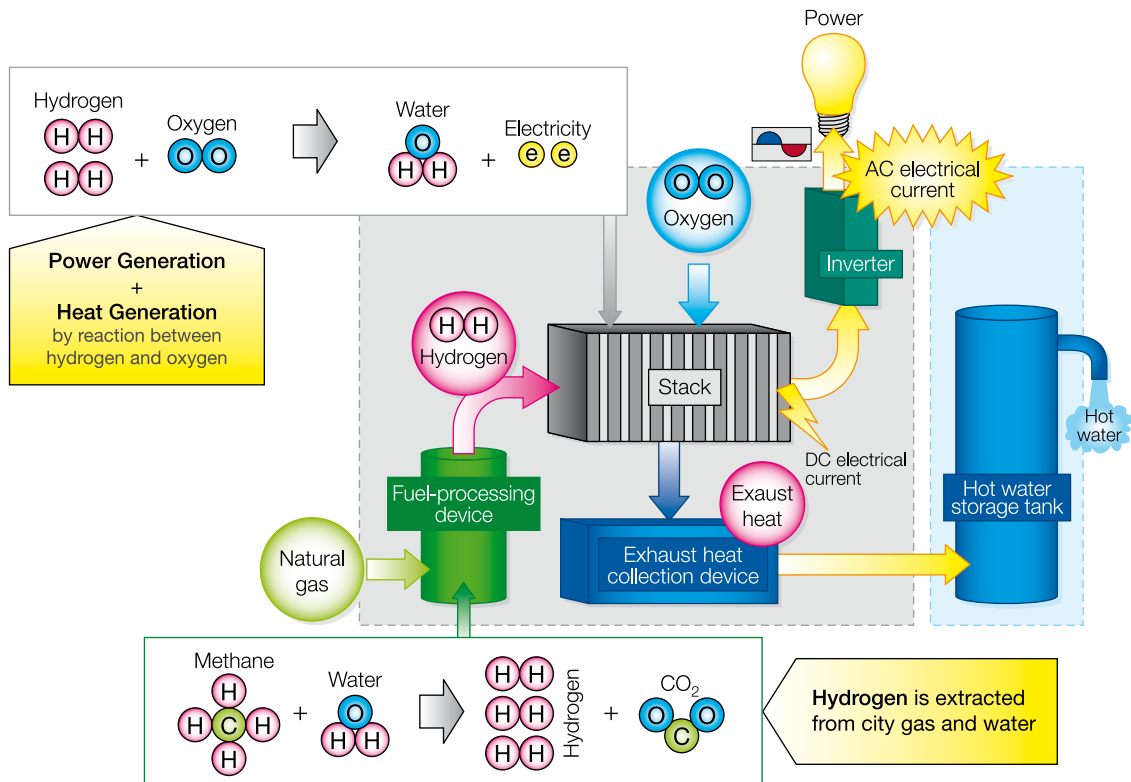 Power
Hydrogen
H H
H H
+
Oxygen
O O
Water
O
H H
+
Electricity
e e
AC electrical
current
O O
Oxygen
Inverter
Power Generation
+
Heat Generation
by reaction between
hydrogen and oxygen
H H
Hydrogen
Stack
DC electrical
current
Hot
water
Fuel-processing
device
Exaust
heat
Hot water
storage tank
Natural
gas
Exhaust heat
collection device
Methane
H
H C H
H
+
Water
O
H H
H H
H H
H H
Hydrogen
+
CO₂
O O
C
Hydrogen is extracted
from city gas and water